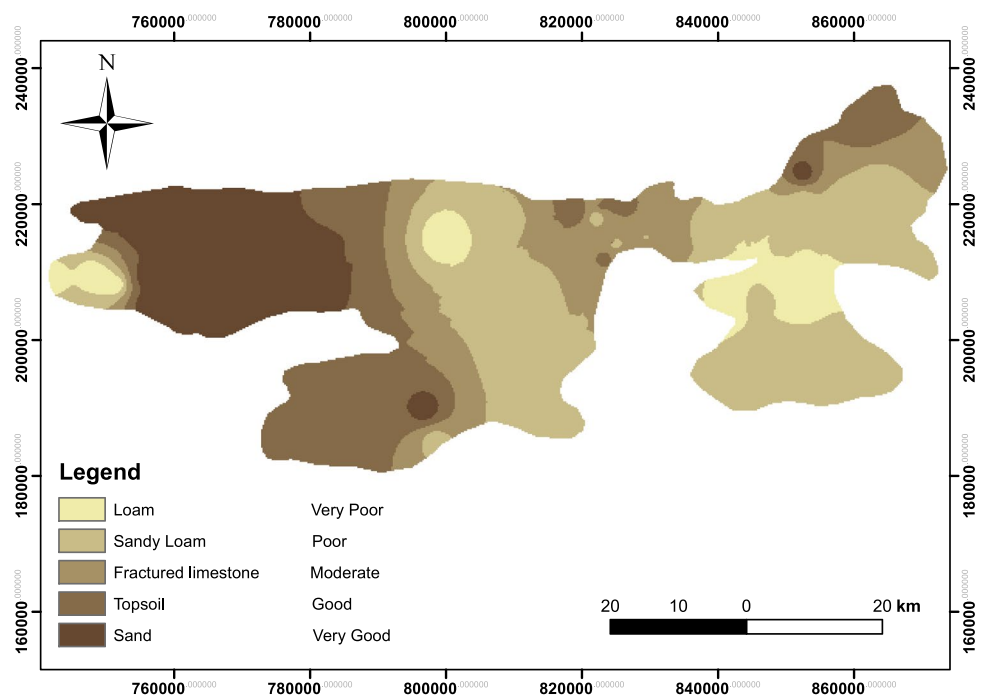 760000.000000 780000.000000 800000.000000 820000.000000 840000.000000 860000.000000
N
240000.000000 240000.000000
220000.000000 220000.000000
200000.000000 200000.000000
180000.000000 180000.000000
160000.000000 160000.000000
Legend
Loam Very Poor
Sandy Loam Poor
Fractured limestone Moderate
Topsoil Good
Sand Very Good
20 10 0 20 km
760000.000000 780000.000000 800000.000000 820000.000000 840000.000000 860000.000000